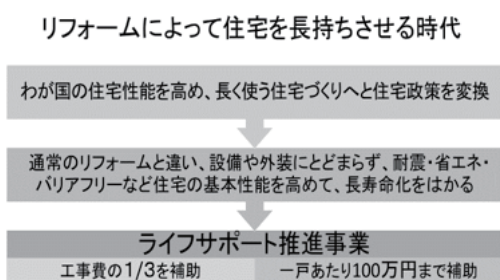 リフォームによって住宅を長持ちさせる時代
わが国の住宅性能を高め、長く使う住宅づくりへと住宅政策を変換
通常のリフォームと違い、設備や外装にとどまらず、耐震・省エネ・
バリアフリーなど住宅の基本性能を高めて、長寿命化をはかる
ライフサポート推進事業
工事費の1/3を補助
一戸あたり100万円まで補助